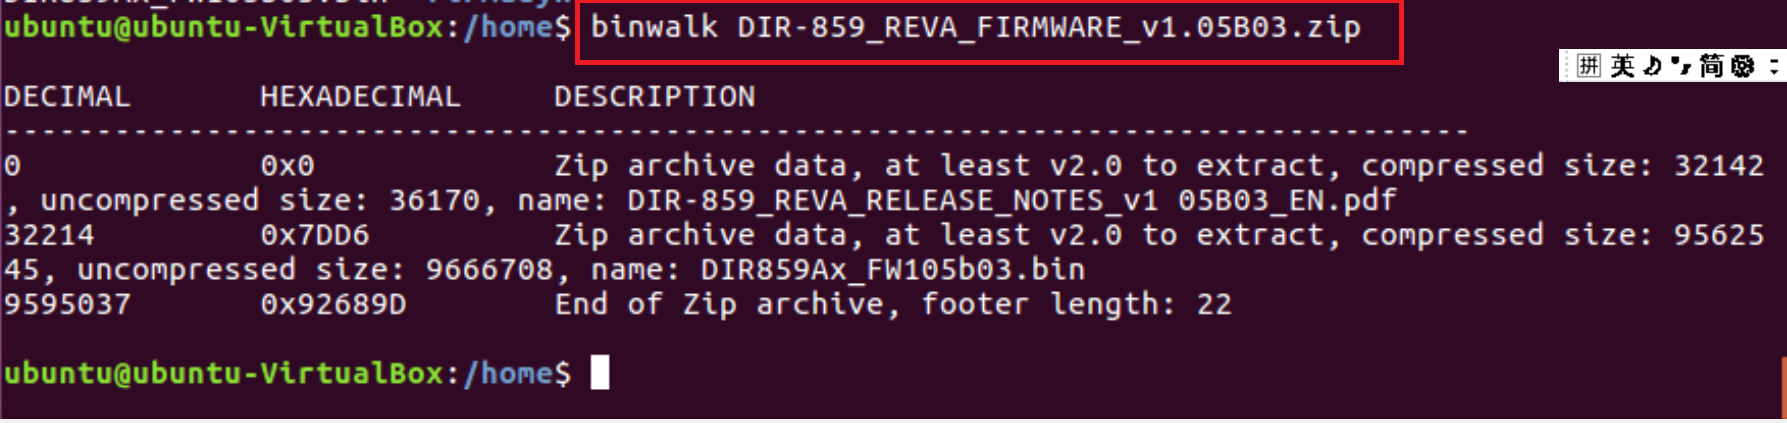 ubuntu@ubuntu-VirtualBox:/home$ binwalk DIR-859_REVA_FIRMWARE_v1.05B03.zip
拼 英 简
DECIMAL HEXADECIMAL DESCRIPTION
--------------------------------------------------------------------------------
0 0x0 Zip archive data, at least v2.0 to extract, compressed size: 32142
, uncompressed size: 36170, name: DIR-859_REVA_RELEASE_NOTES_v1 05B03_EN.pdf
32214 0x7DD6 Zip archive data, at least v2.0 to extract, compressed size: 95625
45, uncompressed size: 9666708, name: DIR859Ax_FW105b03.bin
9595037 0x92689D End of Zip archive, footer length: 22
ubuntu@ubuntu-VirtualBox:/home$